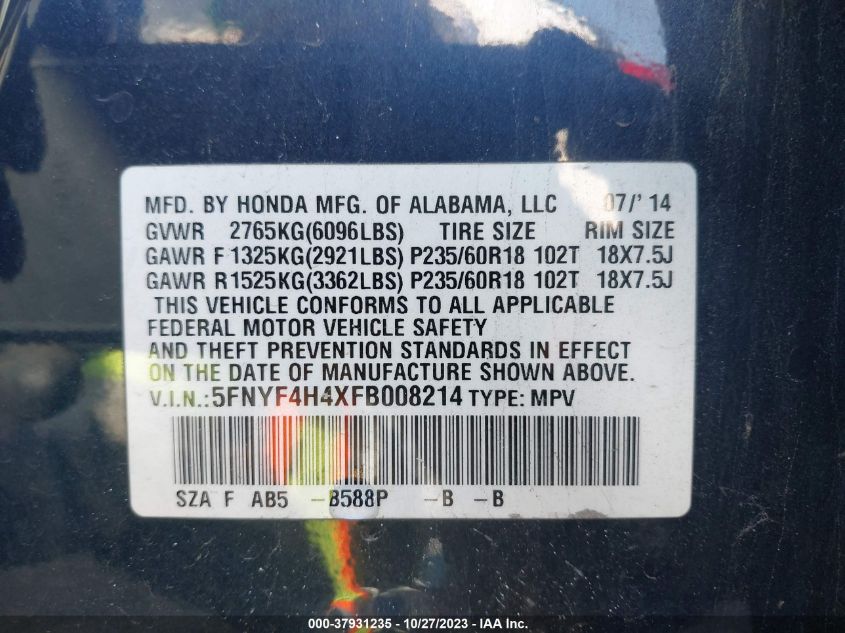 MFD. BY HONDA MFG. OF ALABAMA, LLC 07/' 14
GVWR 2765KG(6096LBS) TIRE SIZE RIM SIZE
GAWR F 1325KG(2921LBS) P235/60R18 102T 18X7.5J
GAWR R 1525KG(3362LBS) P235/60R18 102T 18X7.5J
THIS VEHICLE CONFORMS TO ALL APPLICABLE
FEDERAL MOTOR VEHICLE SAFETY
AND THEFT PREVENTION STANDARDS IN EFFECT
ON THE DATE OF MANUFACTURE SHOWN ABOVE.
V.I.N.:5FNYF4H4XFB008214 TYPE: MPV
SZA F AB5 -B588P -B -B
000-37931235 - 10/27/2023 - IAA Inc.